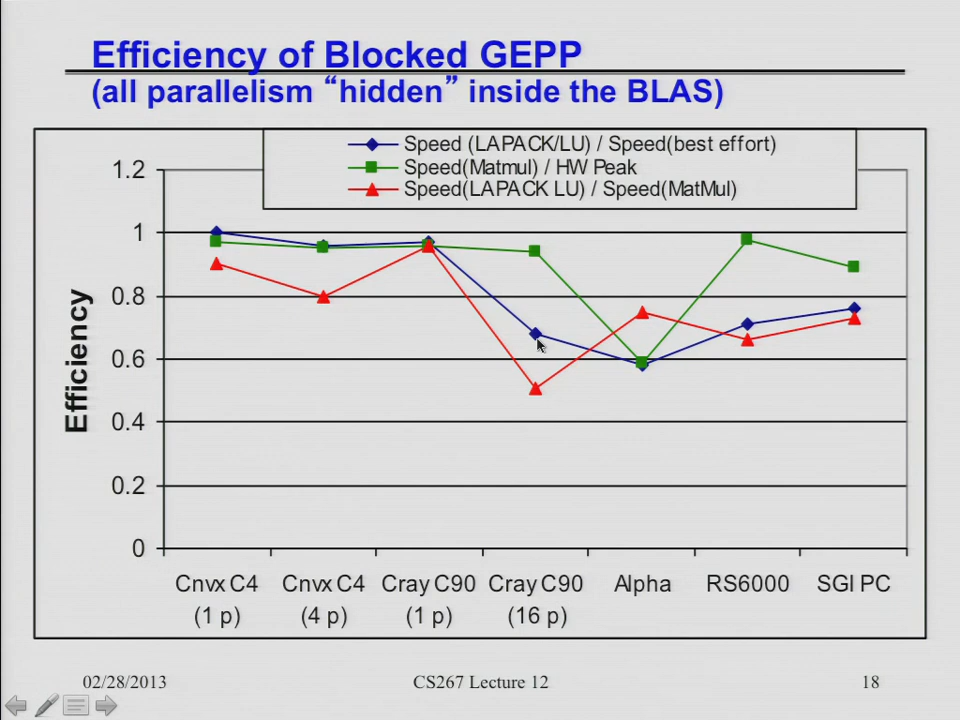 Efficiency of Blocked GEPP
(all parallelism “hidden” inside the BLAS)
Speed (LAPACK/LU) / Speed(best effort)
Speed(Matmul) / HW Peak
Speed(LAPACK LU) / Speed(MatMul)
1.2
1
0.8
0.6
0.4
0.2
0
Efficiency
Cnvx C4 Cnvx C4 Cray C90 Cray C90 Alpha RS6000 SGI PC
(1 p) (4 p) (1 p) (16 p)
02/28/2013 CS267 Lecture 12 18